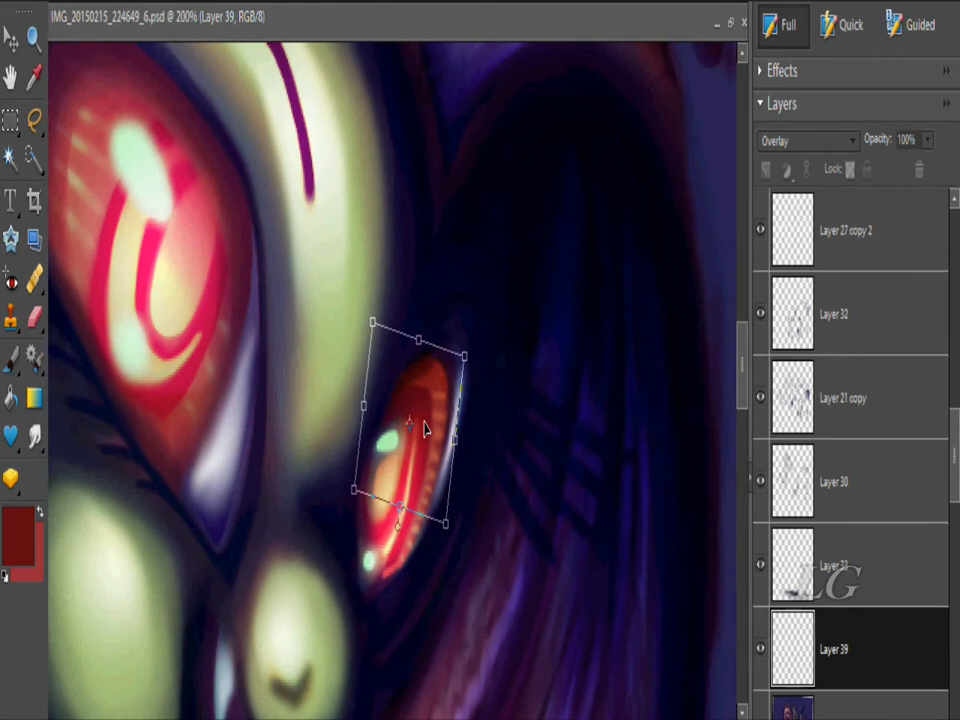 IMG_20150215_224649_6.psd @ 200% (Layer 39, RGB/8)
Full
Quick
Guided
Effects
Layers
Overlay
Opacity: 100%
Lock:
Layer 27 copy 2
Layer 32
Layer 21 copy
Layer 30
LG
Layer 39
T